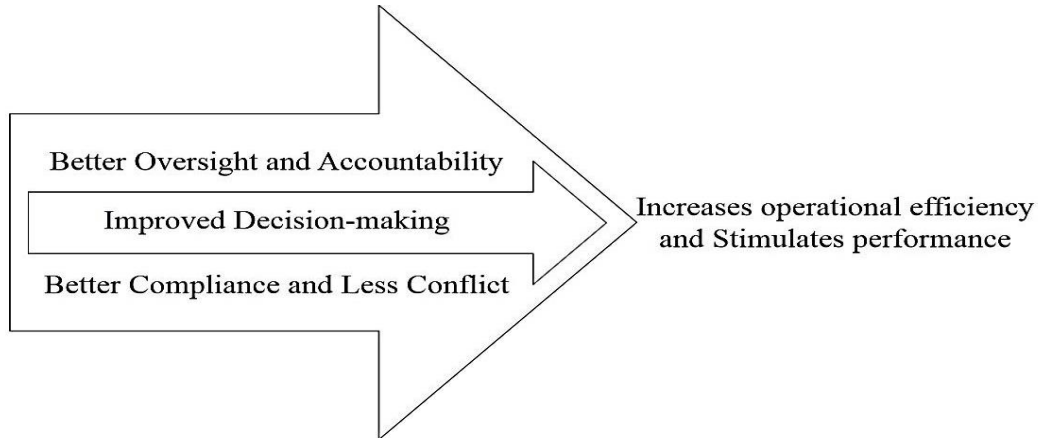 Better Oversight and Accountability
Improved Decision-making
Better Compliance and Less Conflict
Increases operational efficiency
and Stimulates performance